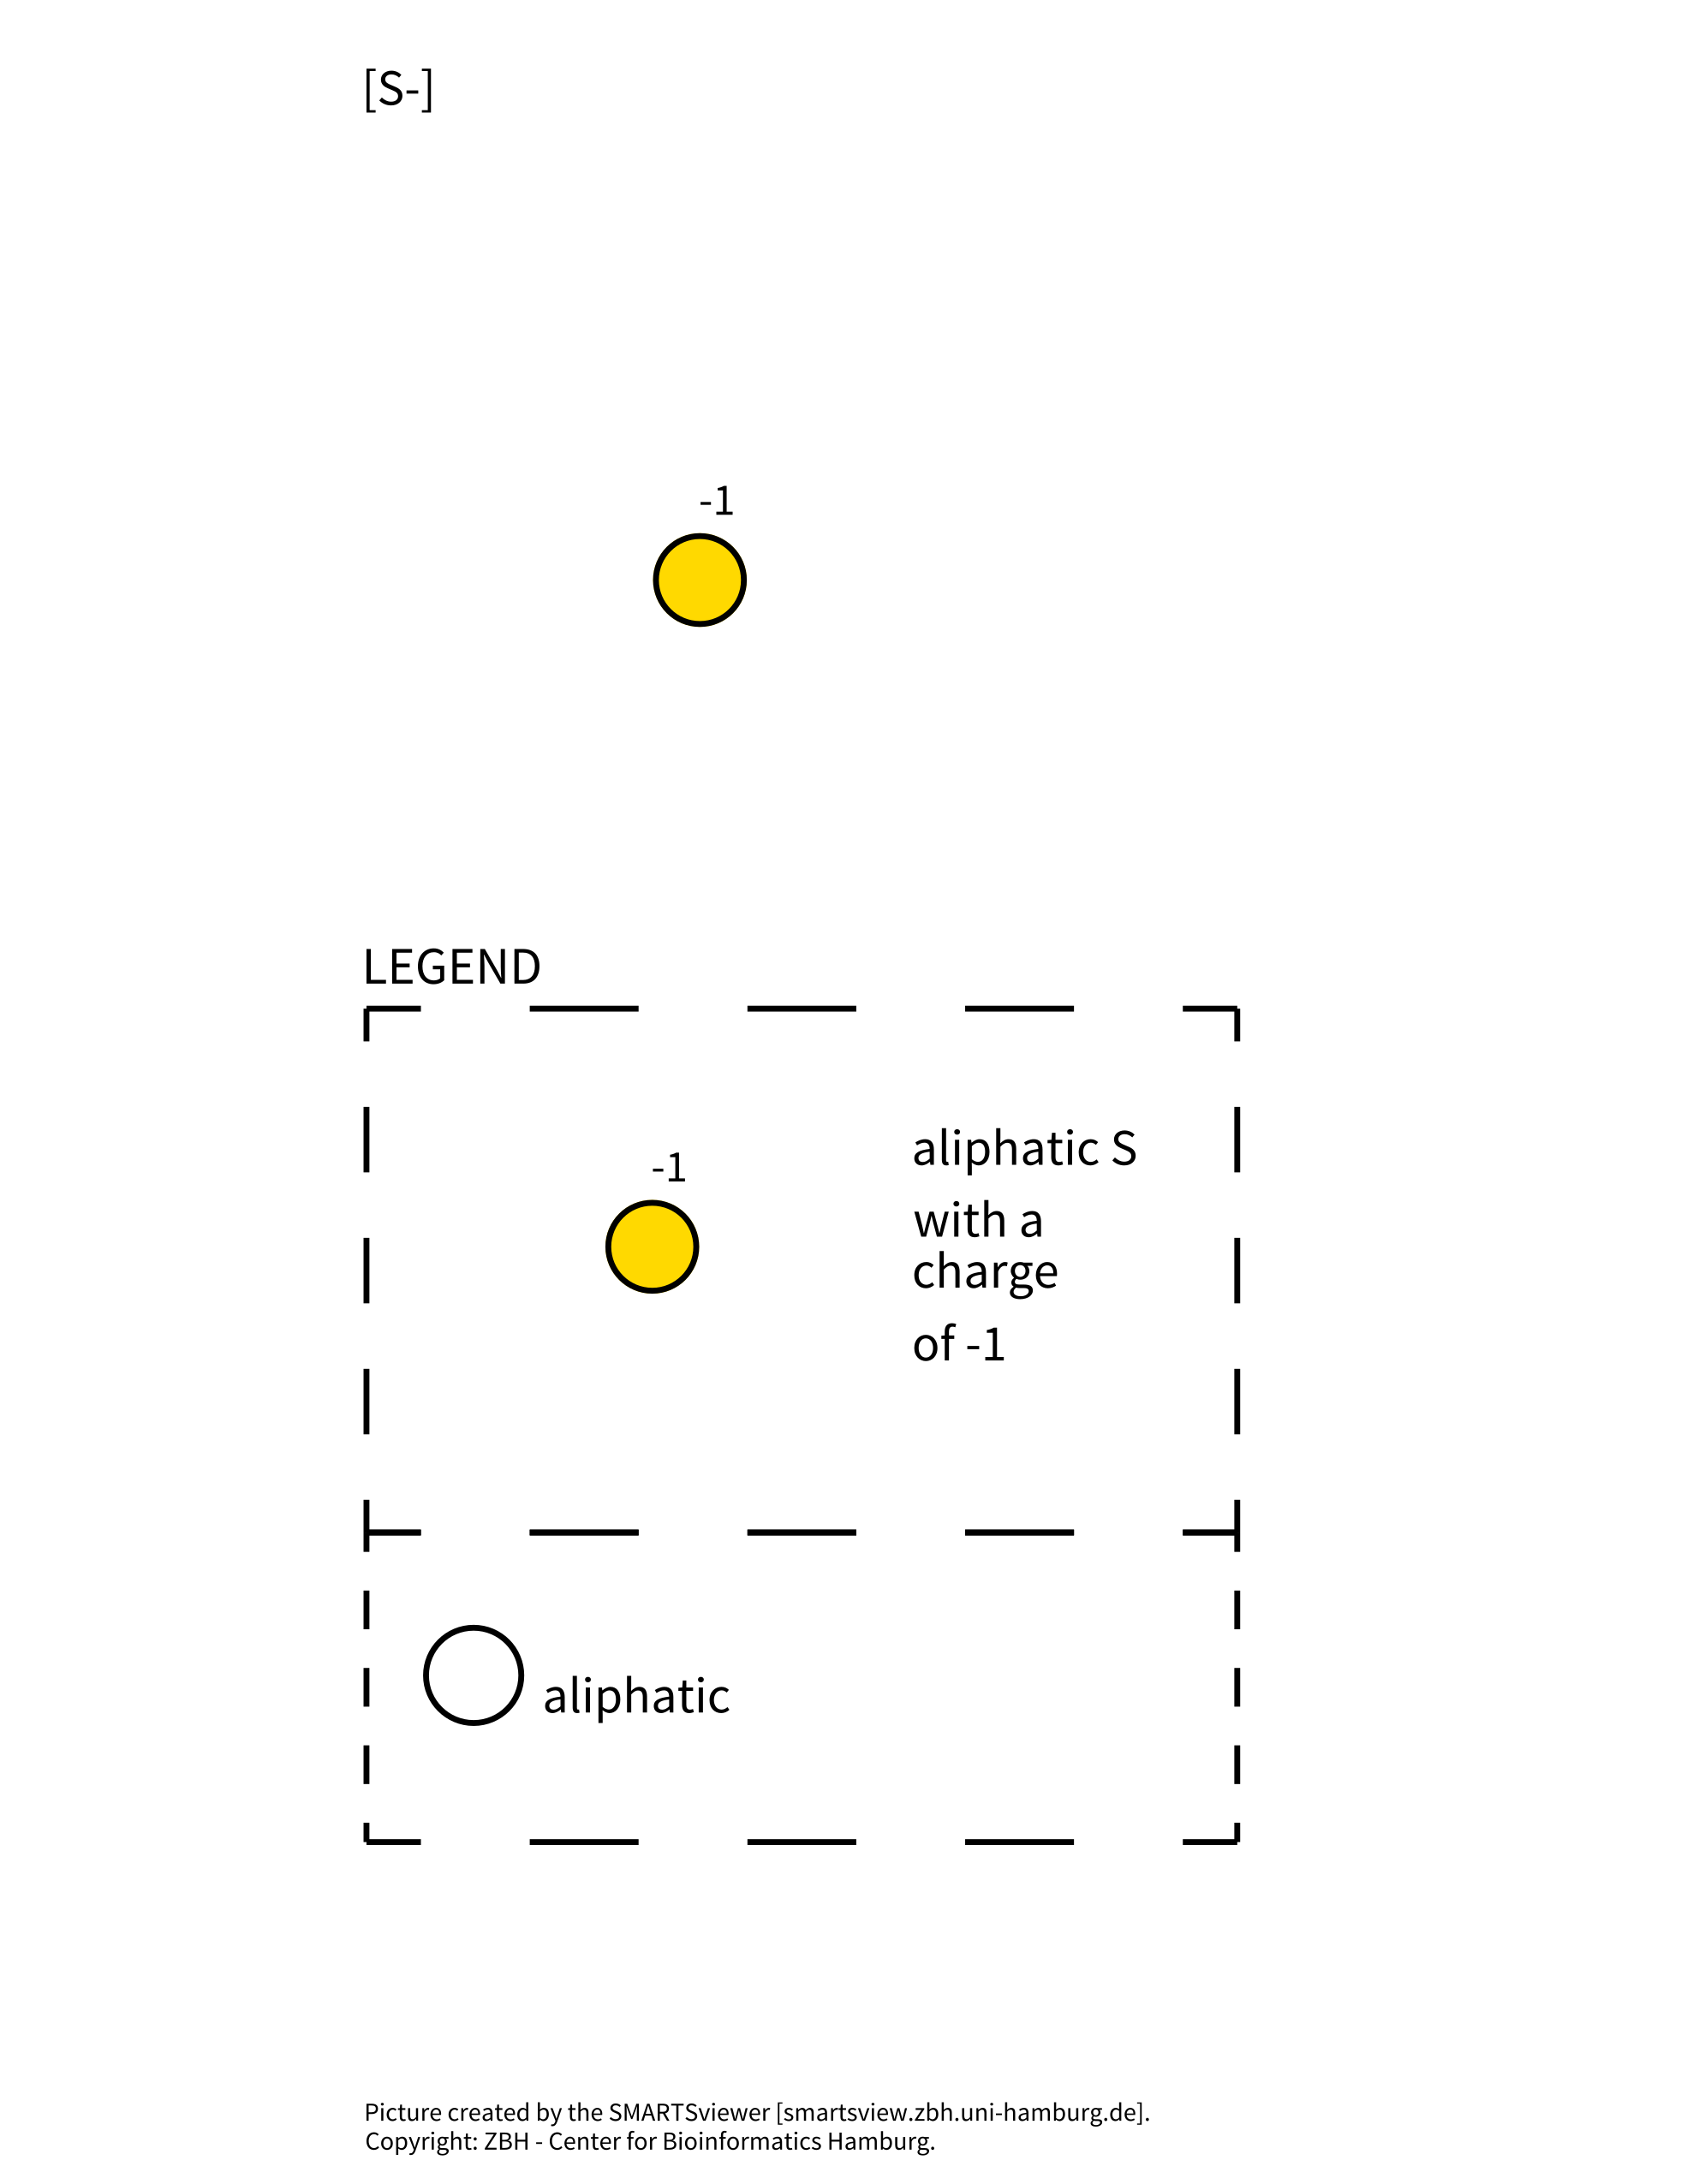 [S-]
-1
LEGEND
-1
aliphatic S
with a
charge
of -1
aliphatic
Picture created by the SMARTSviewer [smartsview.zbh.uni-hamburg.de].
Copyright: ZBH - Center for Bioinformatics Hamburg.